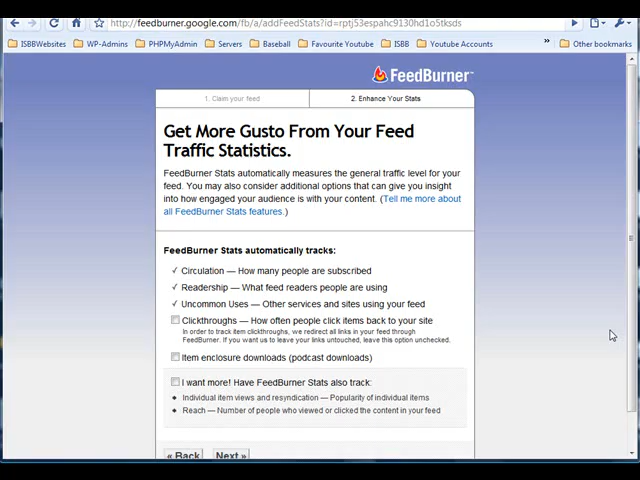 feedburner.google.com/fb/a/addFeedStats?id=rptj53espahc9130hd1o5tksds
ISBBWebsites WP-Admins PHPMyAdmin Servers Baseball Favourite Youtube ISBB Youtube Accounts » Other bookmarks
FeedBurner™
1. Claim your feed 2. Enhance Your Stats
Get More Gusto From Your Feed
Traffic Statistics.
FeedBurner Stats automatically measures the general traffic level for your
feed. You may also consider additional options that can give you insight
into how engaged your audience is with your content. (Tell me more about
all FeedBurner Stats features.)
FeedBurner Stats automatically tracks:
✓ Circulation — How many people are subscribed
✓ Readership — What feed readers people are using
✓ Uncommon Uses — Other services and sites using your feed
Clickthroughs — How often people click items back to your site
In order to track item clickthroughs, we redirect all links in your feed through
FeedBurner. If you want us to leave your links untouched, leave this option unchecked.
Item enclosure downloads (podcast downloads)
I want more! Have FeedBurner Stats also track:
Individual item views and resyndication — Popularity of individual items
Reach — Number of people who viewed or clicked the content in your feed
« Back Next »